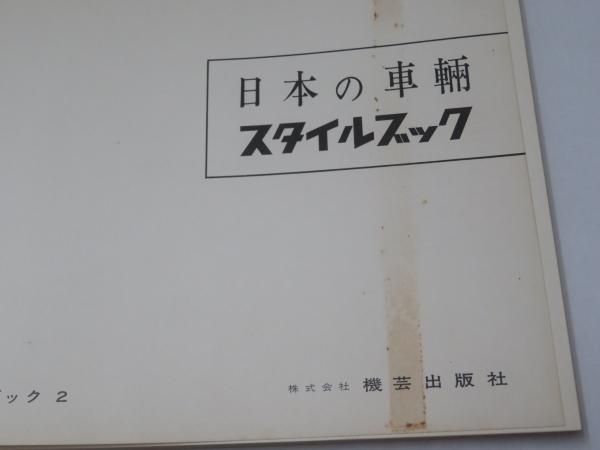 日本の車輛
スタイルブック
株式会社 機芸出版社
ブック 2